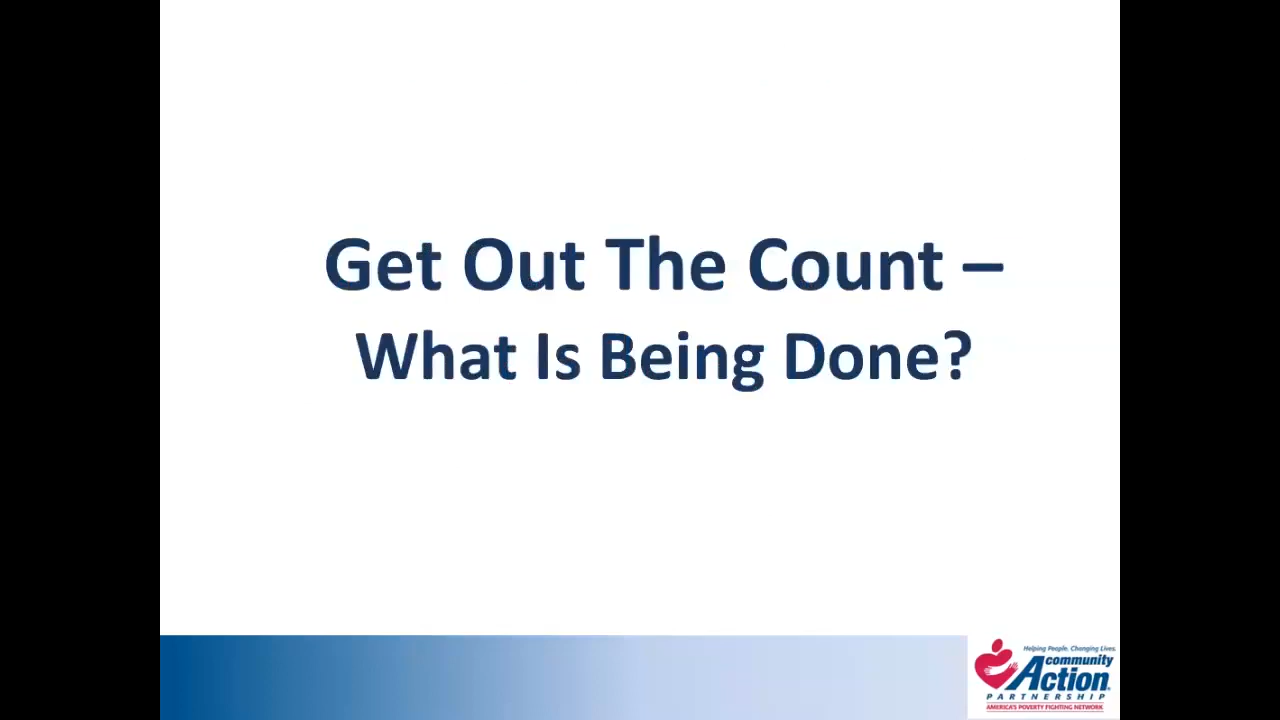 Get Out The Count –
What Is Being Done?
Helping People. Changing Lives.
community
Action
PARTNERSHIP
AMERICA'S POVERTY FIGHTING NETWORK